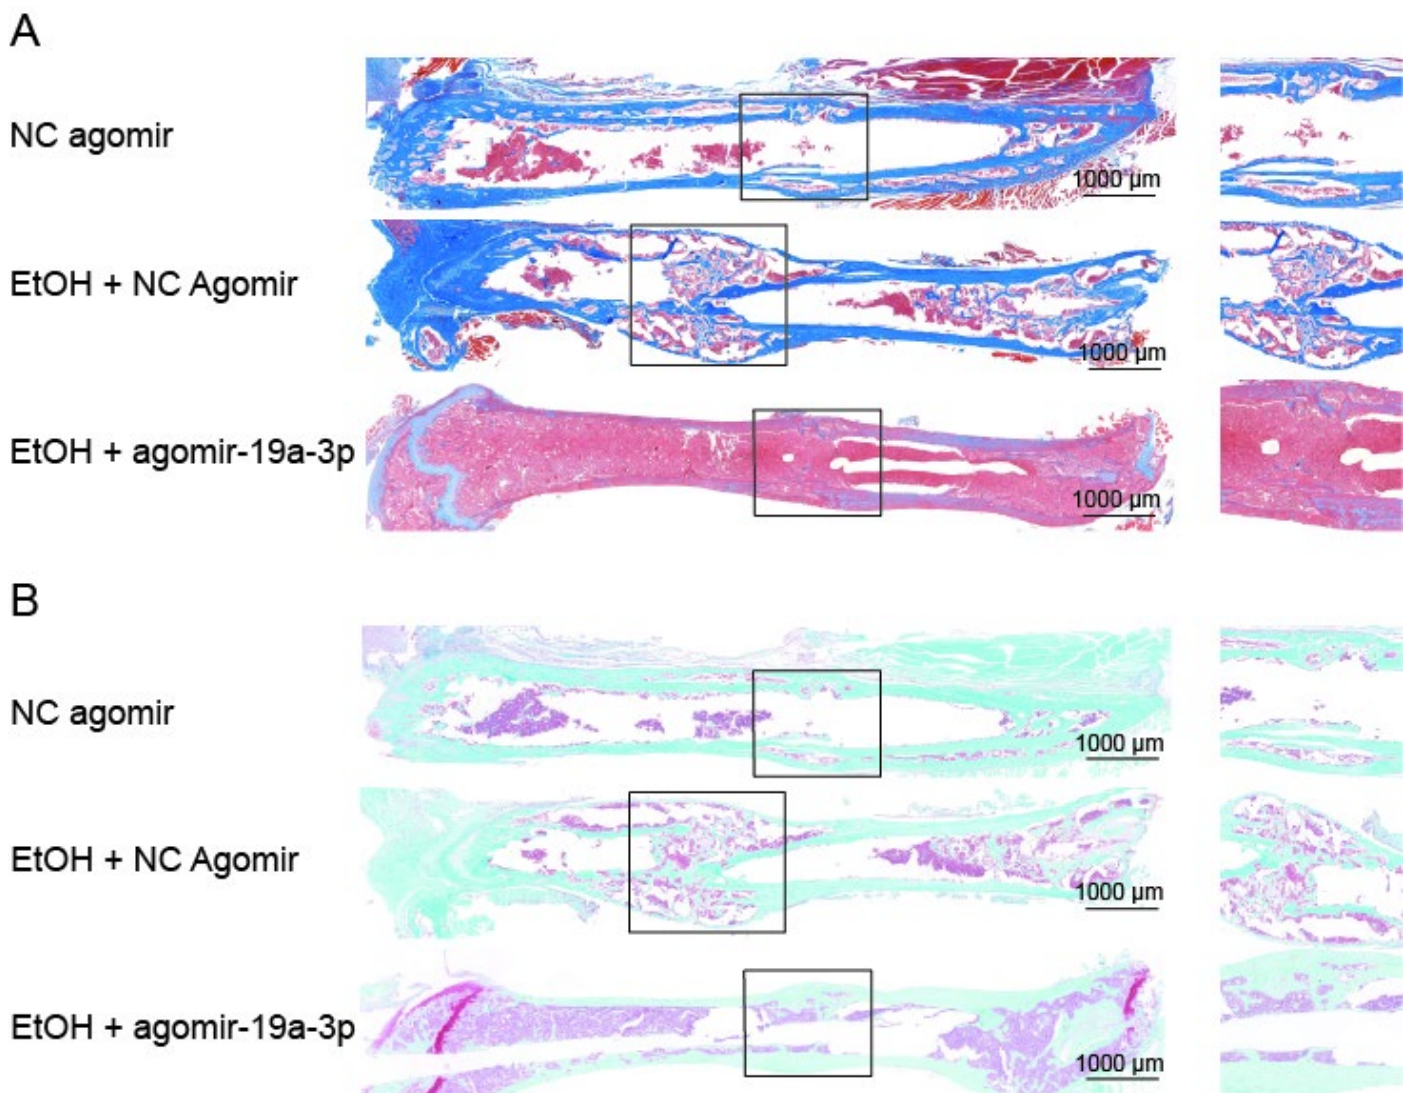 A
NC agomir
1000 µm
EtOH + NC Agomir
1000 µm
EtOH + agomir-19a-3p
1000 µm
B
NC agomir
1000 µm
EtOH + NC Agomir
1000 µm
EtOH + agomir-19a-3p
1000 µm